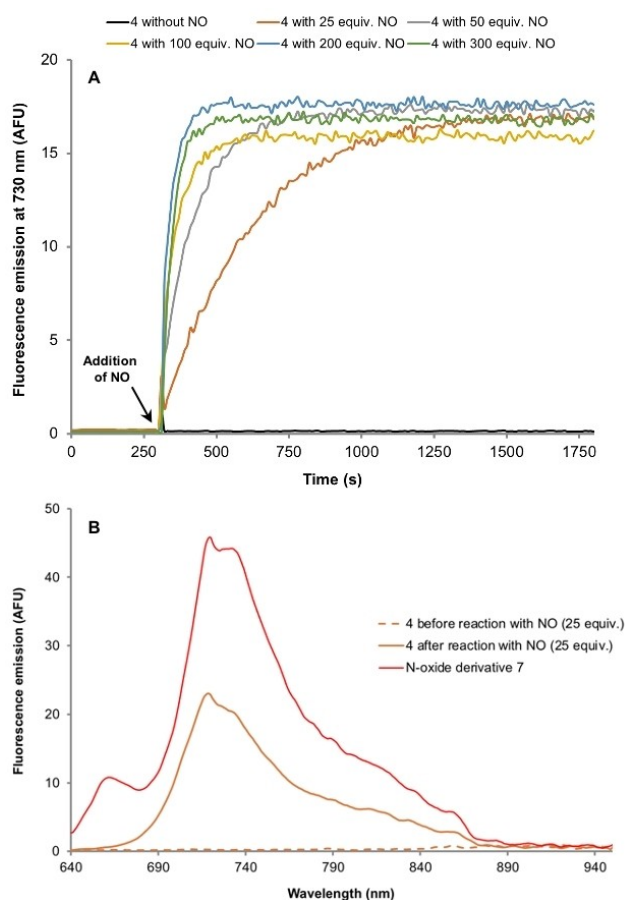 4 without NO 4 with 25 equiv. NO 4 with 50 equiv. NO
4 with 100 equiv. NO 4 with 200 equiv. NO 4 with 300 equiv. NO
A
Fluorescence emission at 730 nm (AFU)
20
15
10
5
0
Addition
of NO
0 250 500 750 1000 1250 1500 1750
Time (s)
B
Fluorescence emission (AFU)
50
40
30
20
10
0
4 before reaction with NO (25 equiv.)
4 after reaction with NO (25 equiv.)
N-oxide derivative 7
640 690 740 790 840 890 940
Wavelength (nm)